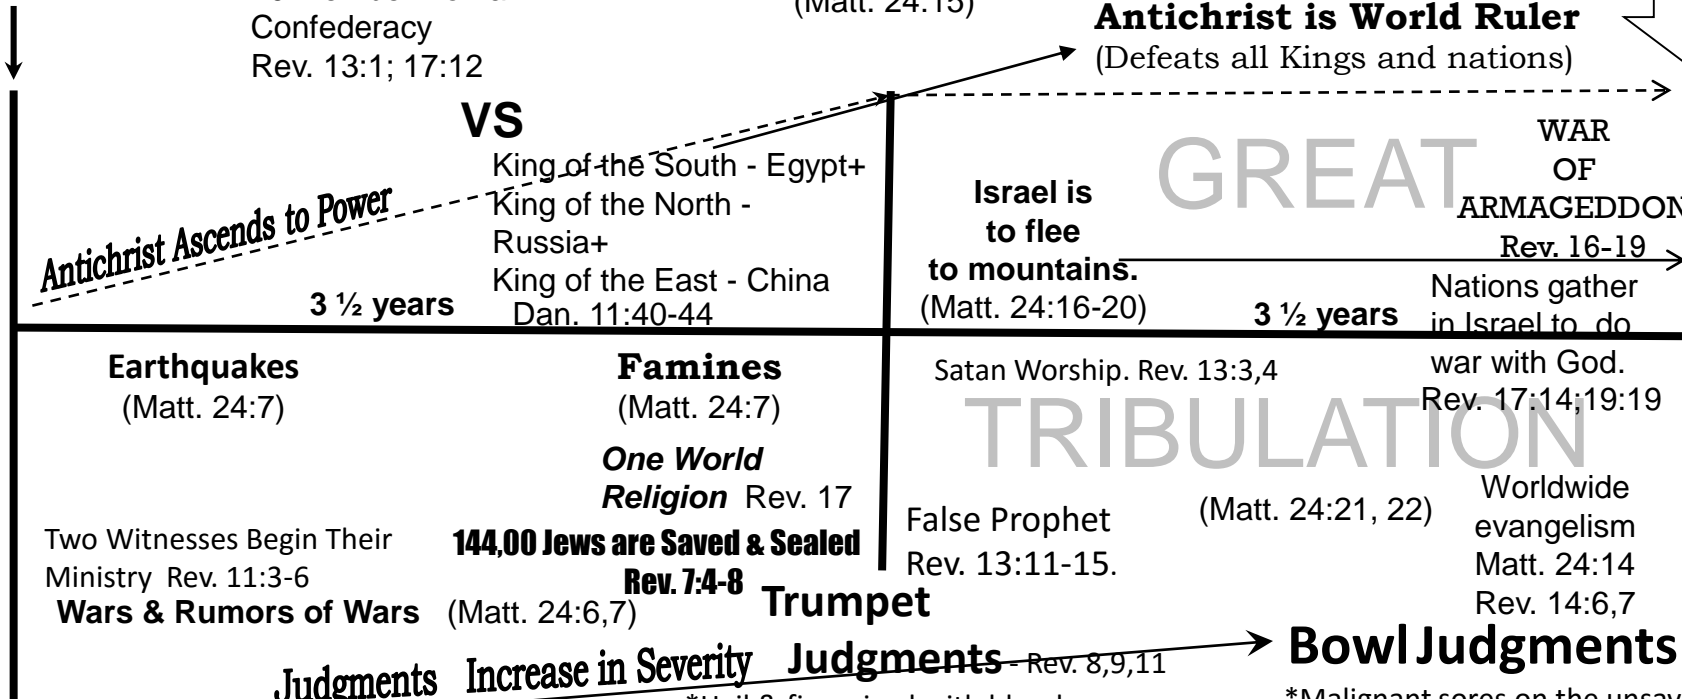 (Matt. 24:15)
Confederacy
Rev. 13:1; 17:12
Antichrist is World Ruler
(Defeats all Kings and nations)
VS
King of the South - Egypt+
King of the North -
Russia+
King of the East - China
Dan. 11:40-44
Antichrist Ascends to Power
3 ½ years
Israel is
to flee
to mountains.
(Matt. 24:16-20)
GREAT
WAR
OF
ARMAGEDDON
Rev. 16-19
3 ½ years
Nations gather
in Israel to do
war with God.
Rev. 17:14;19:19
Earthquakes
(Matt. 24:7)
Famines
(Matt. 24:7)
One World
Religion Rev. 17
Two Witnesses Begin Their
Ministry Rev. 11:3-6
144,00 Jews are Saved & Sealed
Rev. 7:4-8
Wars & Rumors of Wars (Matt. 24:6,7)
Satan Worship. Rev. 13:3,4
TRIBULATION
False Prophet
Rev. 13:11-15.
(Matt. 24:21, 22)
Worldwide
evangelism
Matt. 24:14
Rev. 14:6,7
Trumpet
Judgments - Rev. 8,9,11
Judgments Increase in Severity
Bowl Judgments
*Malignant sores on the